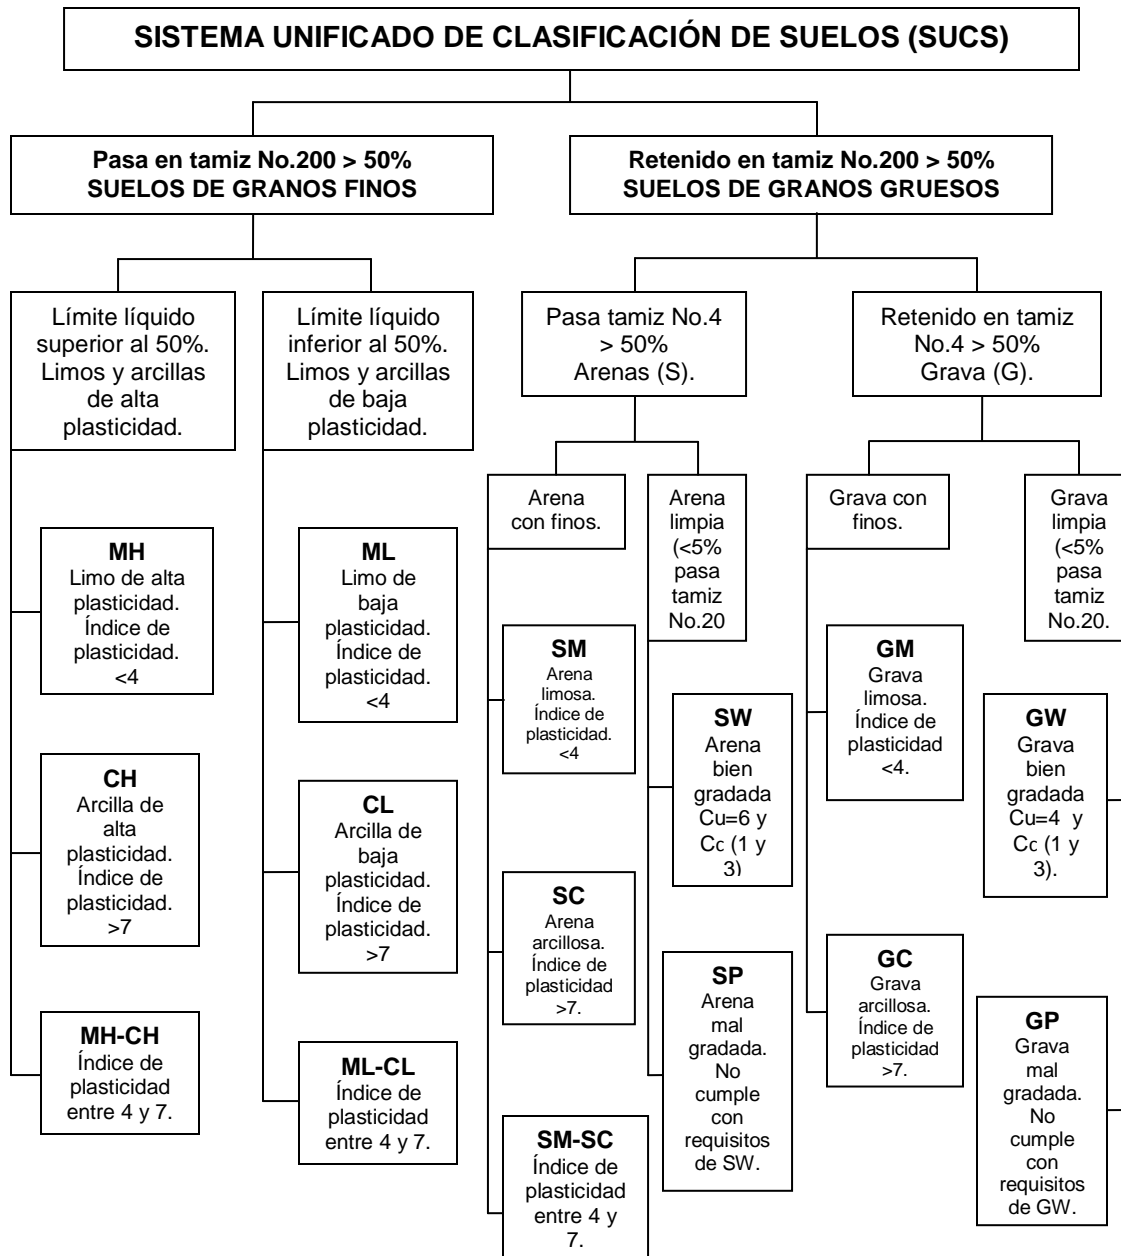 SISTEMA UNIFICADO DE CLASIFICACIÓN DE SUELOS (SUCS)
Pasa en tamiz No.200 > 50%
SUELOS DE GRANOS FINOS
Retenido en tamiz No.200 > 50%
SUELOS DE GRANOS GRUESOS
Límite líquido
superior al 50%.
Limos y arcillas
de alta
plasticidad.
Límite líquido
inferior al 50%.
Limos y arcillas
de baja
plasticidad.
Pasa tamiz No.4
> 50%
Arenas (S).
Retenido en tamiz
No.4 > 50%
Grava (G).
Arena
con finos.
Arena
limpia
(<5%
pasa
tamiz
No.20
Grava con
finos.
Grava
limpia
(<5%
pasa
tamiz
No.20.
MH
Limo de alta
plasticidad.
Índice de
plasticidad.
<4
ML
Limo de
baja
plasticidad.
Índice de
plasticidad.
<4
SM
Arena
limosa.
Índice de
plasticidad.
<4
SW
Arena
bien
gradada
Cu=6 y
Cc (1 y
3)
GM
Grava
limosa.
Índice de
plasticidad
<4.
GW
Grava
bien
gradada
Cu=4 y
Cc (1 y
3).
CH
Arcilla de
alta
plasticidad.
Índice de
plasticidad.
>7
CL
Arcilla de
baja
plasticidad.
Índice de
plasticidad.
>7
SC
Arena
arcillosa.
Índice de
plasticidad
>7.
SP
Arena
mal
gradada.
No
cumple
con
requisitos
de SW.
GC
Grava
arcillosa.
Índice de
plasticidad
>7.
GP
Grava
mal
gradada.
No
cumple
con
requisitos
de GW.
MH-CH
Índice de
plasticidad
entre 4 y 7.
ML-CL
Índice de
plasticidad
entre 4 y 7.
SM-SC
Índice de
plasticidad
entre 4 y
7.